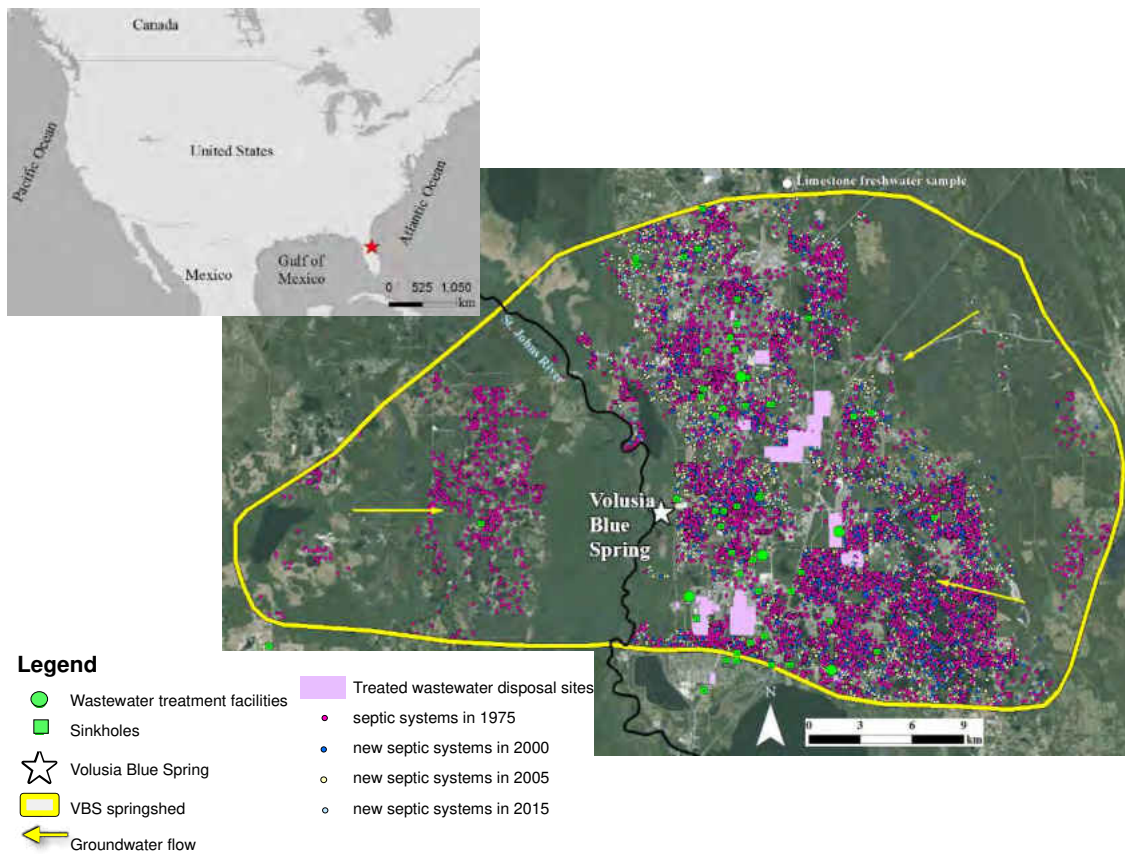 Canada
Pacific Ocean
United States
Atlantic Ocean
Mexico
Gulf of
Mexico
0 525 1,050
km
Limestone freshwater sample
St. Johns River
Volusia
Blue
Spring
N
0 3 6 9
km
Legend
Wastewater treatment facilities
Sinkholes
Volusia Blue Spring
VBS springshed
Groundwater flow
Treated wastewater disposal sites
septic systems in 1975
new septic systems in 2000
new septic systems in 2005
new septic systems in 2015